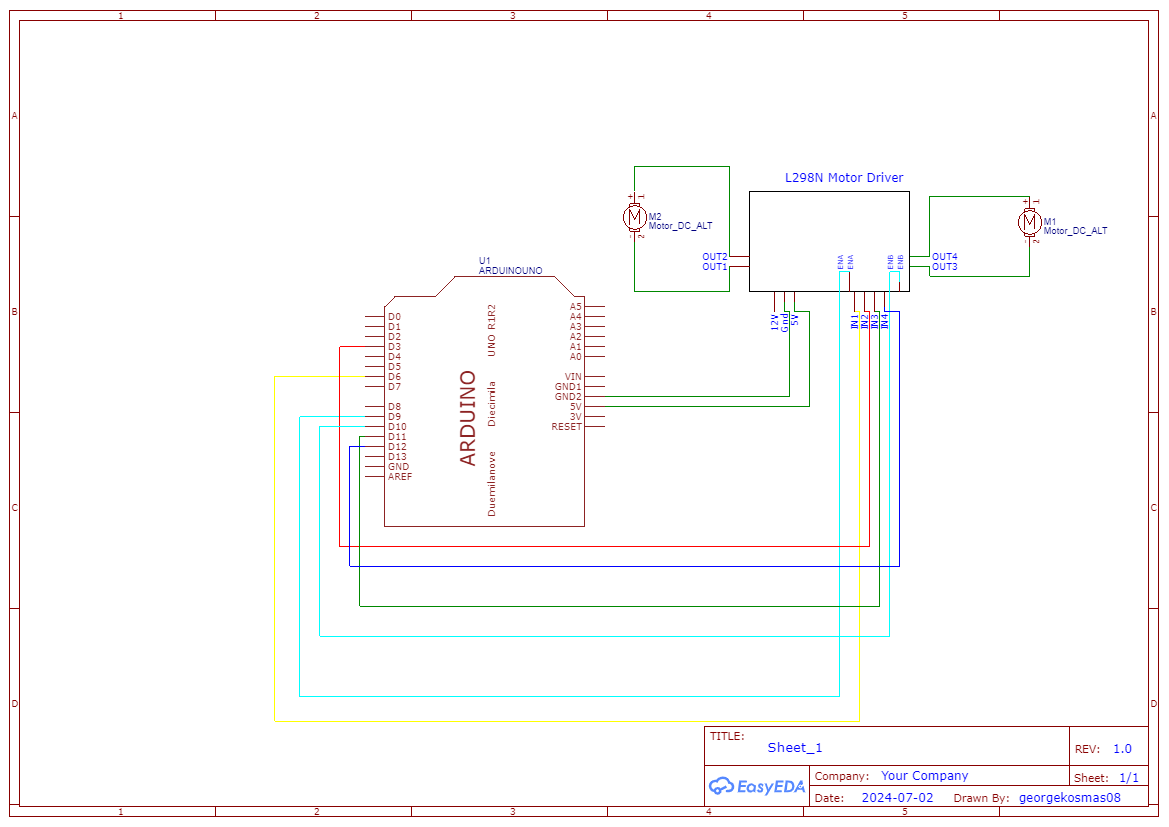 1 2 3 4 5
A A
L298N Motor Driver
+ 1
M2
Motor_DC_ALT
M
- 2
+ 1
M1
Motor_DC_ALT
M
- 2
OUT2
OUT1
OUT4
OUT3
ENA
ENA
ENB
ENB
12V
Gnd
5V
IN1
IN2
IN3
IN4
U1
ARDUINOUNO
B B
D0
D1
D2
D3
D4
D5
D6
D7
D8
D9
D10
D11
D12
D13
GND
AREF
ARDUINO
UNO R1R2
Diecimila
Duemilanove
A5
A4
A3
A2
A1
A0
VIN
GND1
GND2
5V
3V
RESET
C C
D D
TITLE:
Sheet_1
REV: 1.0
EasyEDA
Company: Your Company
Sheet: 1/1
Date: 2024-07-02 Drawn By: georgekosmas08
1 2 3 4 5